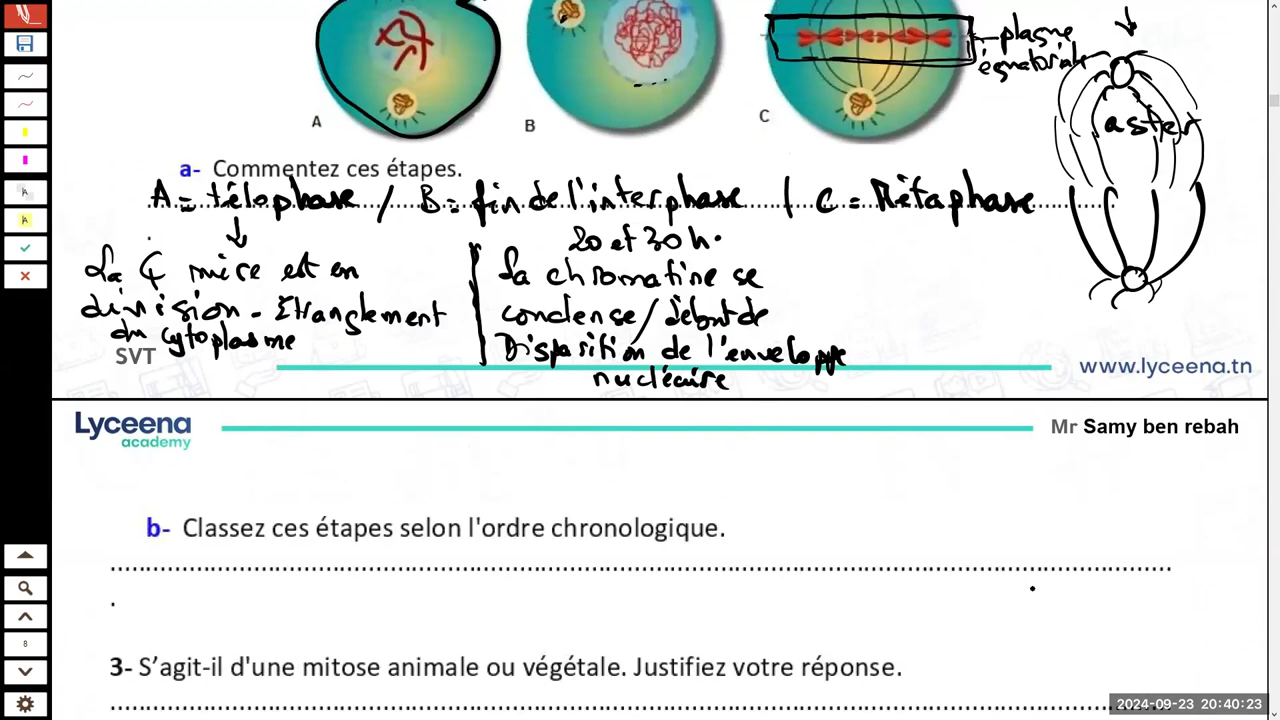 plaque
équatoriale
aster
A
B
C
a- Commentez ces étapes.
A = télophase / B = fin de l'interphase | C = Métaphase
20 et 30 h.
La ¢ mère est en
division - Etranglement
du cytoplasme
La chromatine se
condense / début de
Disparition de l'enveloppe
nucléaire
SVT
www.lyceena.tn
Lyceena
academy
Mr Samy ben rebah
b- Classez ces étapes selon l'ordre chronologique.
3- S'agit-il d'une mitose animale ou végétale. Justifiez votre réponse.
8
2024-09-23 20:40:23